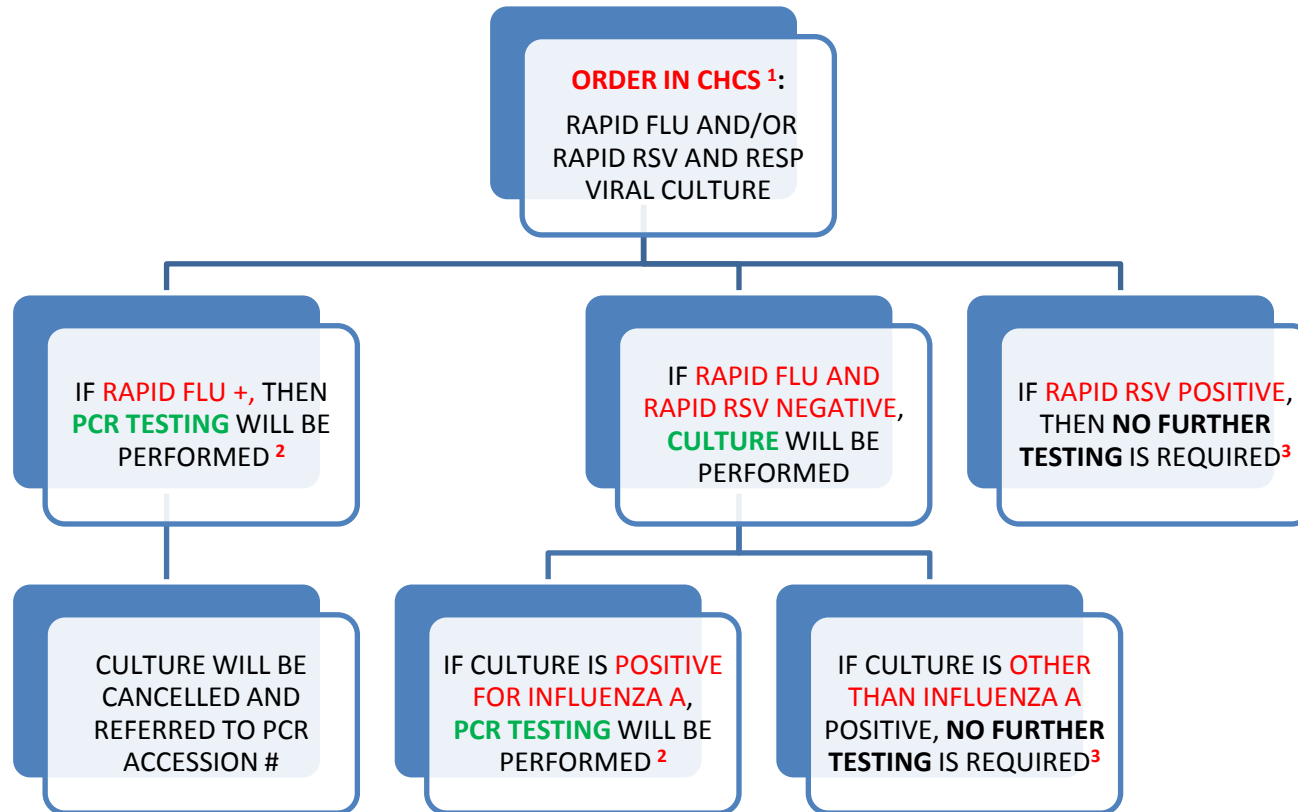 ORDER IN CHCS 1:
RAPID FLU AND/OR
RAPID RSV AND RESP
VIRAL CULTURE
IF RAPID FLU +, THEN
PCR TESTING WILL BE
PERFORMED 2
IF RAPID FLU AND
RAPID RSV NEGATIVE,
CULTURE WILL BE
PERFORMED
IF RAPID RSV POSITIVE,
THEN NO FURTHER
TESTING IS REQUIRED3
CULTURE WILL BE
CANCELLED AND
REFERRED TO PCR
ACCESSION #
IF CULTURE IS POSITIVE
FOR INFLUENZA A,
PCR TESTING WILL BE
PERFORMED 2
IF CULTURE IS OTHER
THAN INFLUENZA A
POSITIVE, NO FURTHER
TESTING IS REQUIRED3